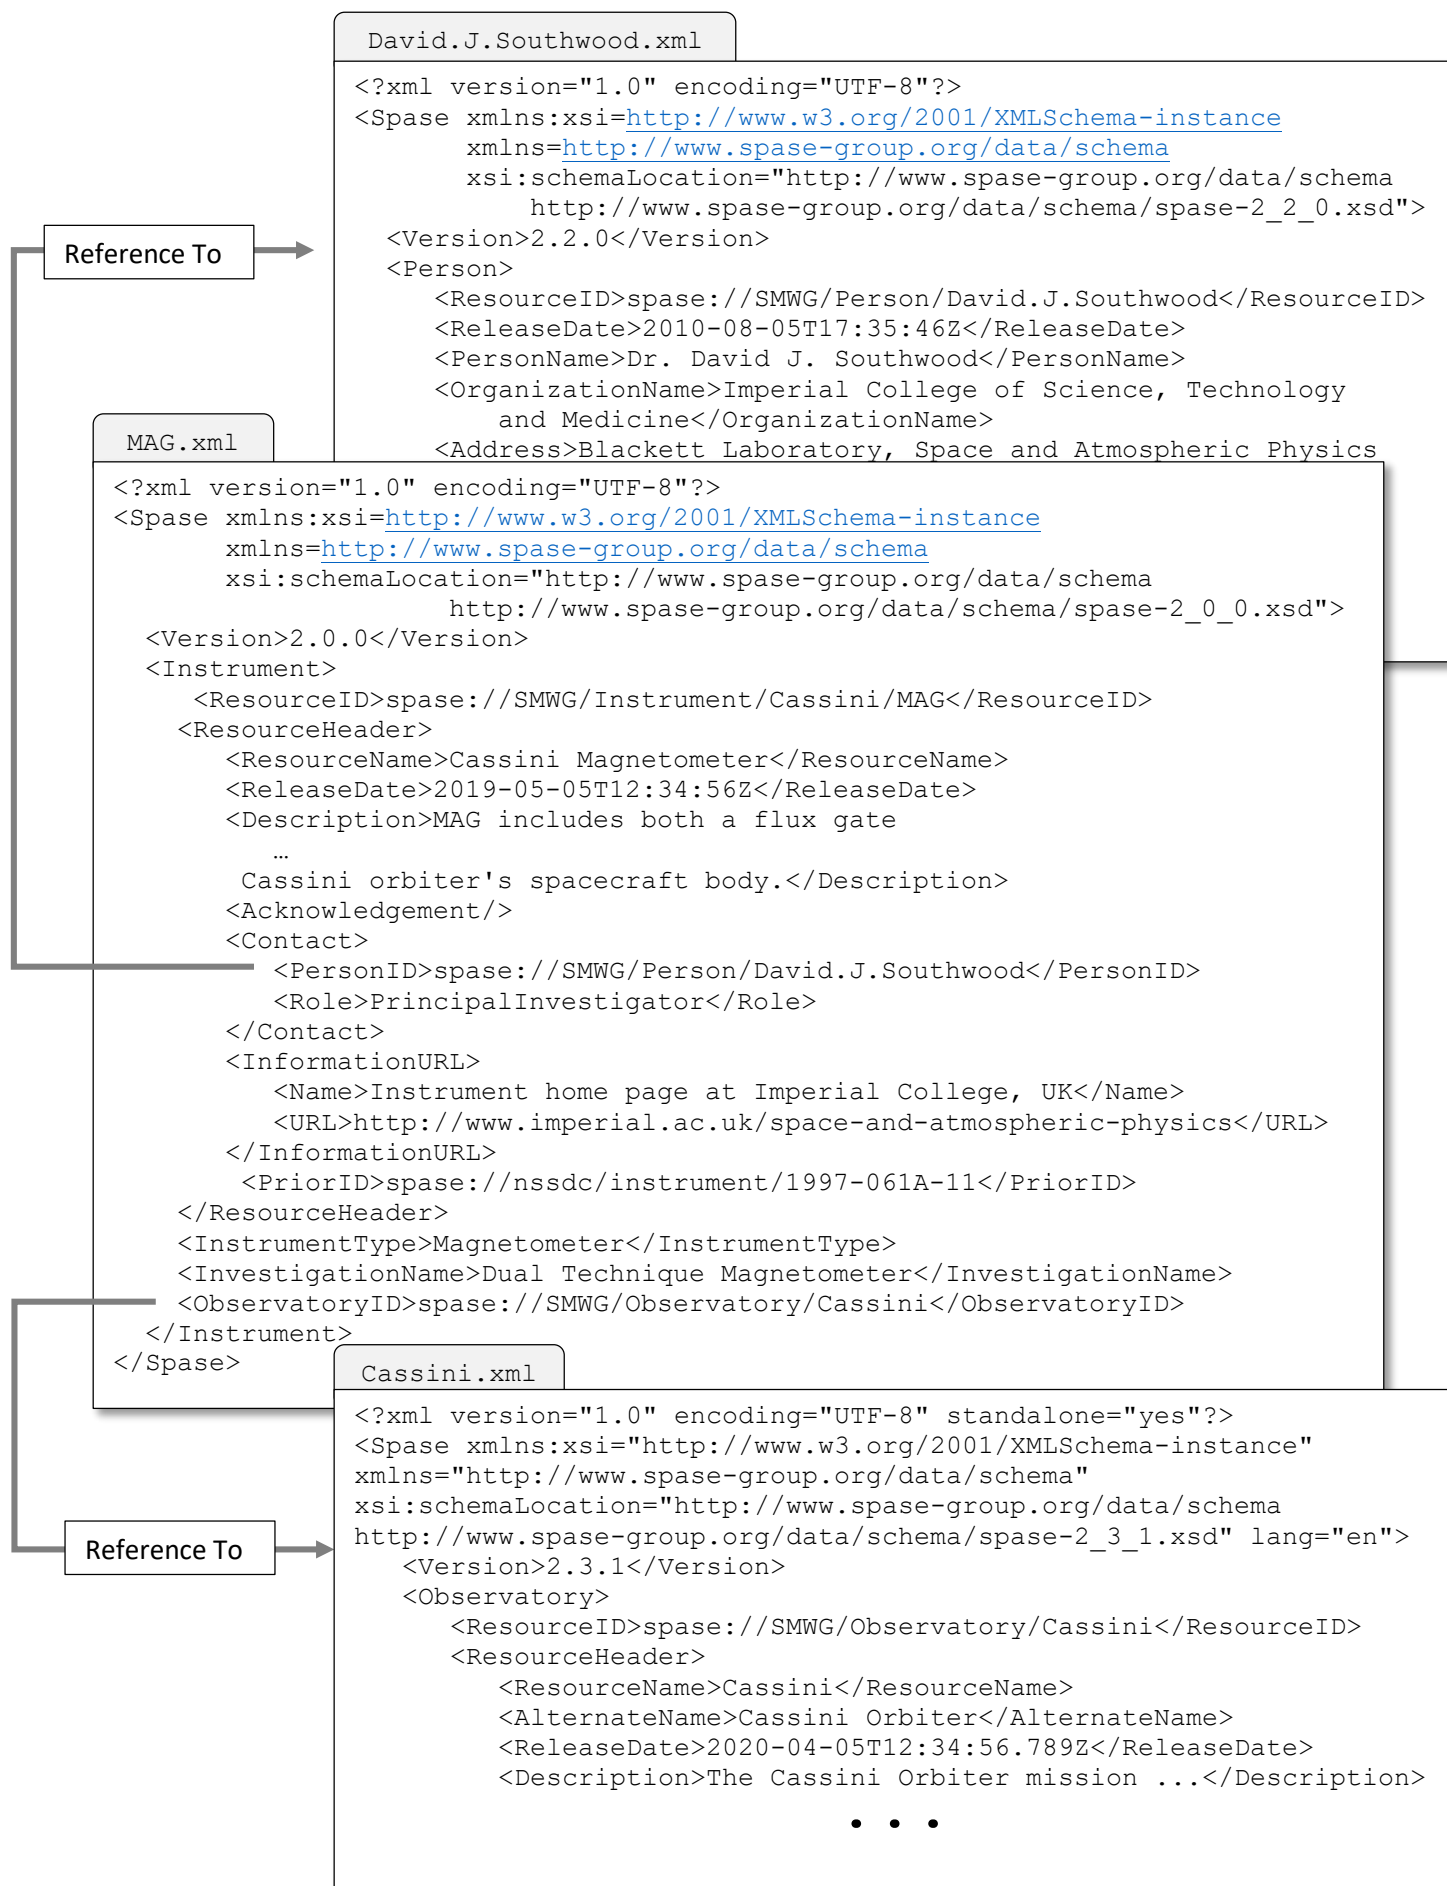 David.J.Southwood.xml
<?xml version="1.0" encoding="UTF-8"?>
<Spase xmlns:xsi=http://www.w3.org/2001/XMLSchema-instance
xmlns=http://www.spase-group.org/data/schema
xsi:schemaLocation="http://www.spase-group.org/data/schema
http://www.spase-group.org/data/schema/spase-2_2_0.xsd">
<Version>2.2.0</Version>
Reference To
<Person>
<ResourceID>spase://SMWG/Person/David.J.Southwood</ResourceID>
<ReleaseDate>2010-08-05T17:35:46Z</ReleaseDate>
<PersonName>Dr. David J. Southwood</PersonName>
<OrganizationName>Imperial College of Science, Technology
and Medicine</OrganizationName>
<Address>Blackett Laboratory, Space and Atmospheric Physics
MAG.xml
<?xml version="1.0" encoding="UTF-8"?>
<Spase xmlns:xsi=http://www.w3.org/2001/XMLSchema-instance
xmlns=http://www.spase-group.org/data/schema
xsi:schemaLocation="http://www.spase-group.org/data/schema
http://www.spase-group.org/data/schema/spase-2_0_0.xsd">
<Version>2.0.0</Version>
<Instrument>
<ResourceID>spase://SMWG/Instrument/Cassini/MAG</ResourceID>
<ResourceHeader>
<ResourceName>Cassini Magnetometer</ResourceName>
<ReleaseDate>2019-05-05T12:34:56Z</ReleaseDate>
<Description>MAG includes both a flux gate
…
Cassini orbiter's spacecraft body.</Description>
<Acknowledgement/>
<Contact>
<PersonID>spase://SMWG/Person/David.J.Southwood</PersonID>
<Role>PrincipalInvestigator</Role>
</Contact>
<InformationURL>
<Name>Instrument home page at Imperial College, UK</Name>
<URL>http://www.imperial.ac.uk/space-and-atmospheric-physics</URL>
</InformationURL>
<PriorID>spase://nssdc/instrument/1997-061A-11</PriorID>
</ResourceHeader>
<InstrumentType>Magnetometer</InstrumentType>
<InvestigationName>Dual Technique Magnetometer</InvestigationName>
<ObservatoryID>spase://SMWG/Observatory/Cassini</ObservatoryID>
</Instrument>
</Spase>
Cassini.xml
<?xml version="1.0" encoding="UTF-8" standalone="yes"?>
<Spase xmlns:xsi="http://www.w3.org/2001/XMLSchema-instance"
xmlns="http://www.spase-group.org/data/schema"
xsi:schemaLocation="http://www.spase-group.org/data/schema
http://www.spase-group.org/data/schema/spase-2_3_1.xsd" lang="en">
Reference To
<Version>2.3.1</Version>
<Observatory>
<ResourceID>spase://SMWG/Observatory/Cassini</ResourceID>
<ResourceHeader>
<ResourceName>Cassini</ResourceName>
<AlternateName>Cassini Orbiter</AlternateName>
<ReleaseDate>2020-04-05T12:34:56.789Z</ReleaseDate>
<Description>The Cassini Orbiter mission ...</Description>
• • •